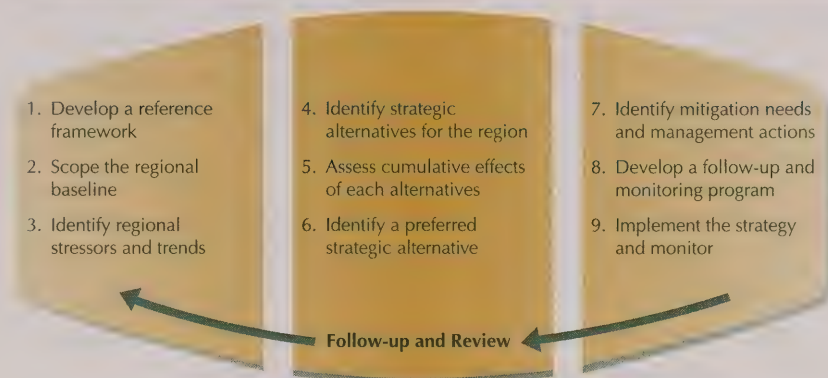 1. Develop a reference
framework
2. Scope the regional
baseline
3. Identify regional
stressors and trends
4. Identify strategic
alternatives for the region
5. Assess cumulative effects
of each alternatives
6. Identify a preferred
strategic alternative
7. Identify mitigation needs
and management actions
8. Develop a follow-up and
monitoring program
9. Implement the strategy
and monitor
Follow-up and Review